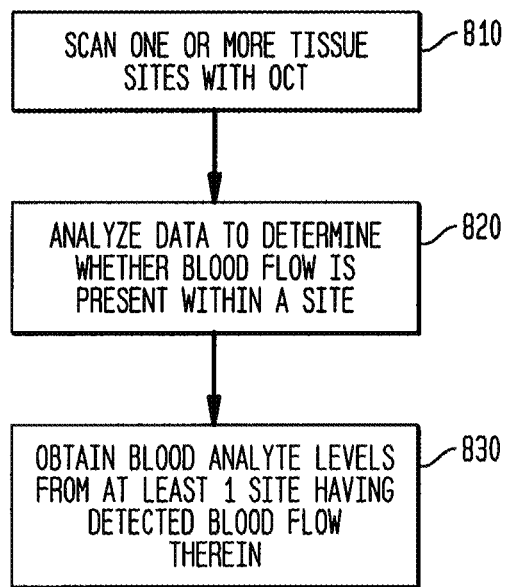 SCAN ONE OR MORE TISSUE
SITES WITH OCT
810
ANALYZE DATA TO DETERMINE
WHETHER BLOOD FLOW IS
PRESENT WITHIN A SITE
820
OBTAIN BLOOD ANALYTE LEVELS
FROM AT LEAST 1 SITE HAVING
DETECTED BLOOD FLOW
THEREIN
830